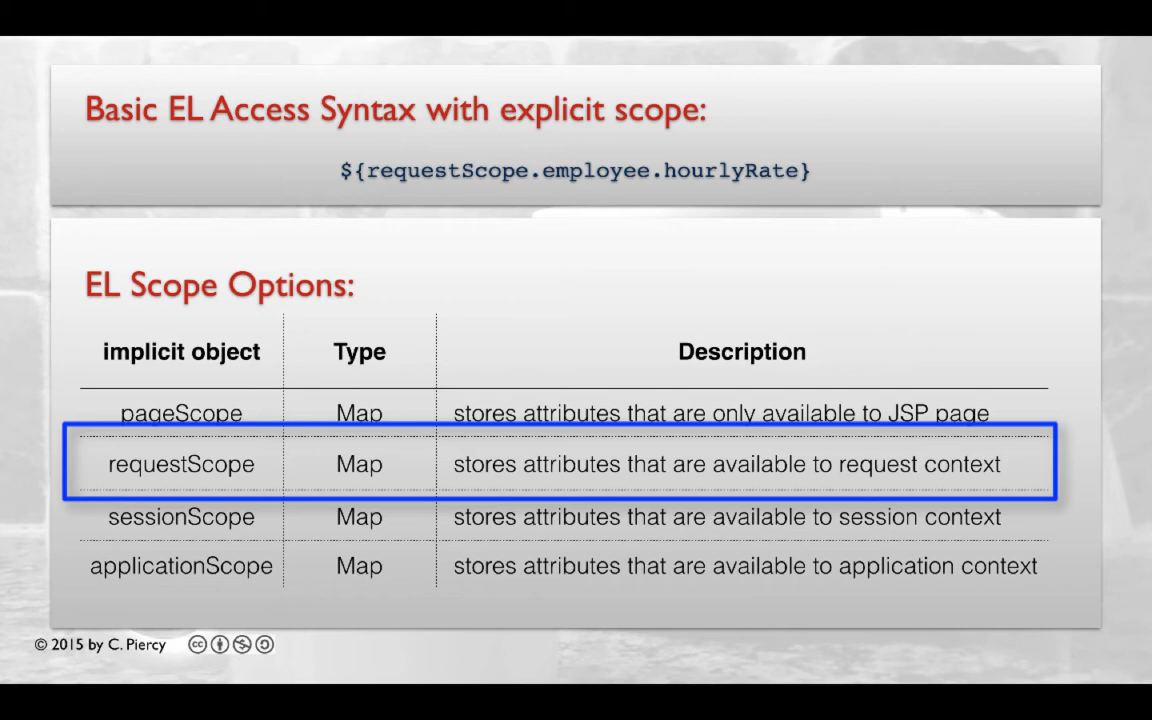 Basic EL Access Syntax with explicit scope:
${requestScope.employee.hourlyRate}
EL Scope Options:
implicit object Type Description
pageScope Map stores attributes that are only available to JSP page
requestScope Map stores attributes that are available to request context
sessionScope Map stores attributes that are available to session context
applicationScope Map stores attributes that are available to application context
© 2015 by C. Piercy cc